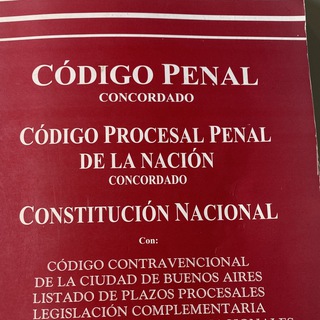 CÓDIGO PENAL
CONCORDADO
CÓDIGO PROCESAL PENAL
DE LA NACIÓN
CONCORDADO
CONSTITUCIÓN NACIONAL
Con:
CÓDIGO CONTRAVENCIONAL
DE LA CIUDAD DE BUENOS AIRES
LISTADO DE PLAZOS PROCESALES
LEGISLACIÓN COMPLEMENTARIA